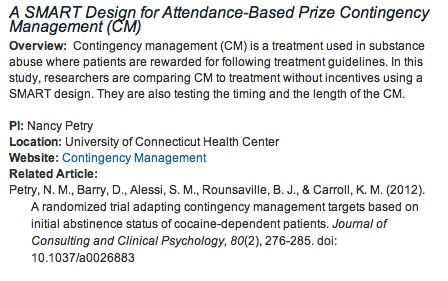 A SMART Design for Attendance-Based Prize Contingency
Management (CM)
Overview: Contingency management (CM) is a treatment used in substance
abuse where patients are rewarded for following treatment guidelines. In this
study, researchers are comparing CM to treatment without incentives using a
SMART design. They are also testing the timing and the length of the CM.
PI: Nancy Petry
Location: University of Connecticut Health Center
Website: Contingency Management
Related Article:
Petry, N. M., Barry, D., Alessi, S. M., Rounsaville, B. J., & Carroll, K. M. (2012).
A randomized trial adapting contingency management targets based on
initial abstinence status of cocaine-dependent patients. Journal of
Consulting and Clinical Psychology, 80(2), 276-285. doi:
10.1037/a0026883